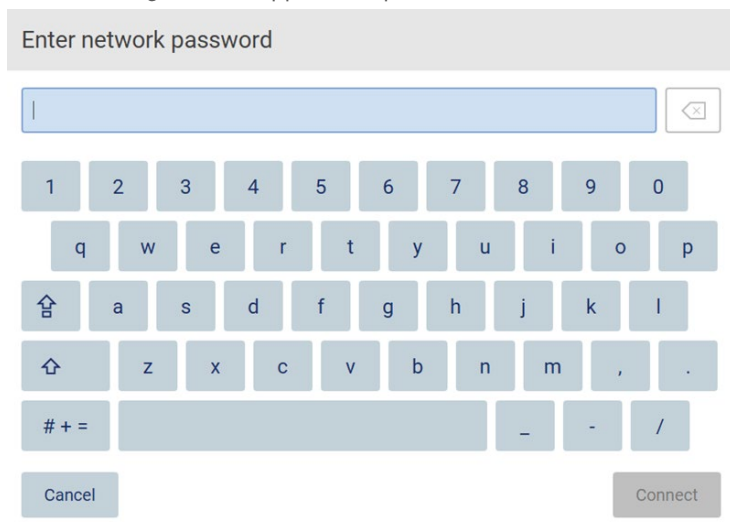 Enter network password
1 2 3 4 5 6 7 8 9 0
q w e r t y u i o p
a s d f g h j k l
z x c v b n m , .
# + = _ - /
Cancel Connect